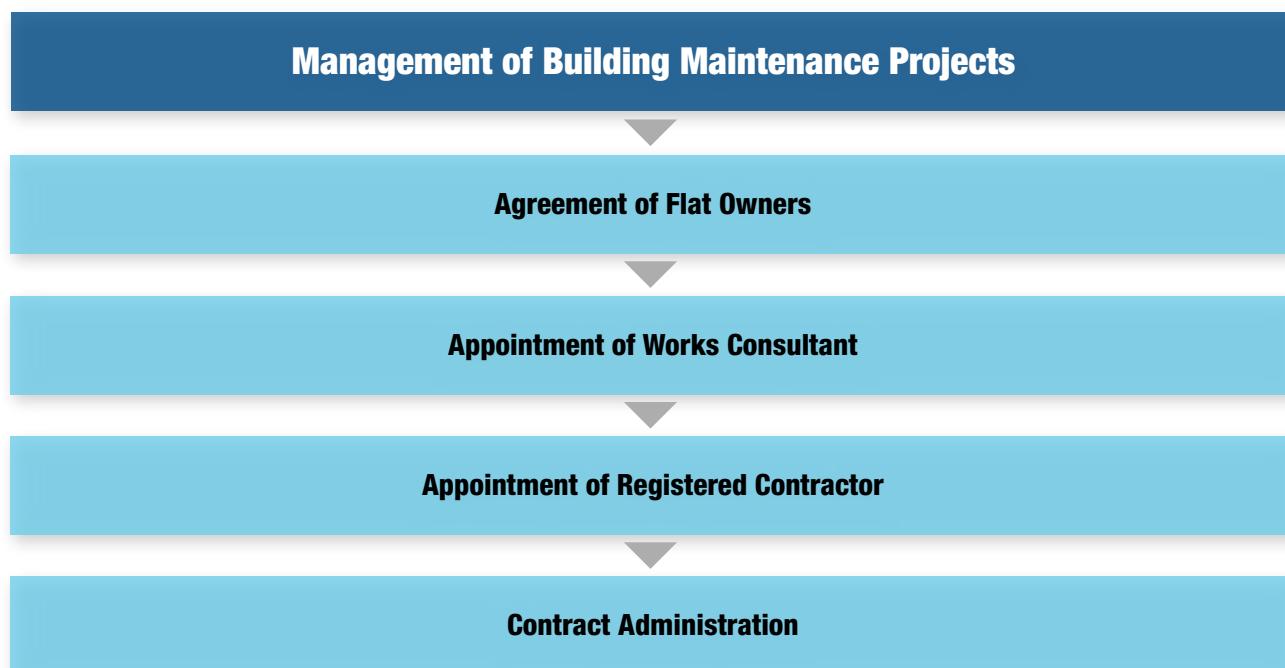 Management of Building Maintenance Projects
Agreement of Flat Owners
Appointment of Works Consultant
Appointment of Registered Contractor
Contract Administration